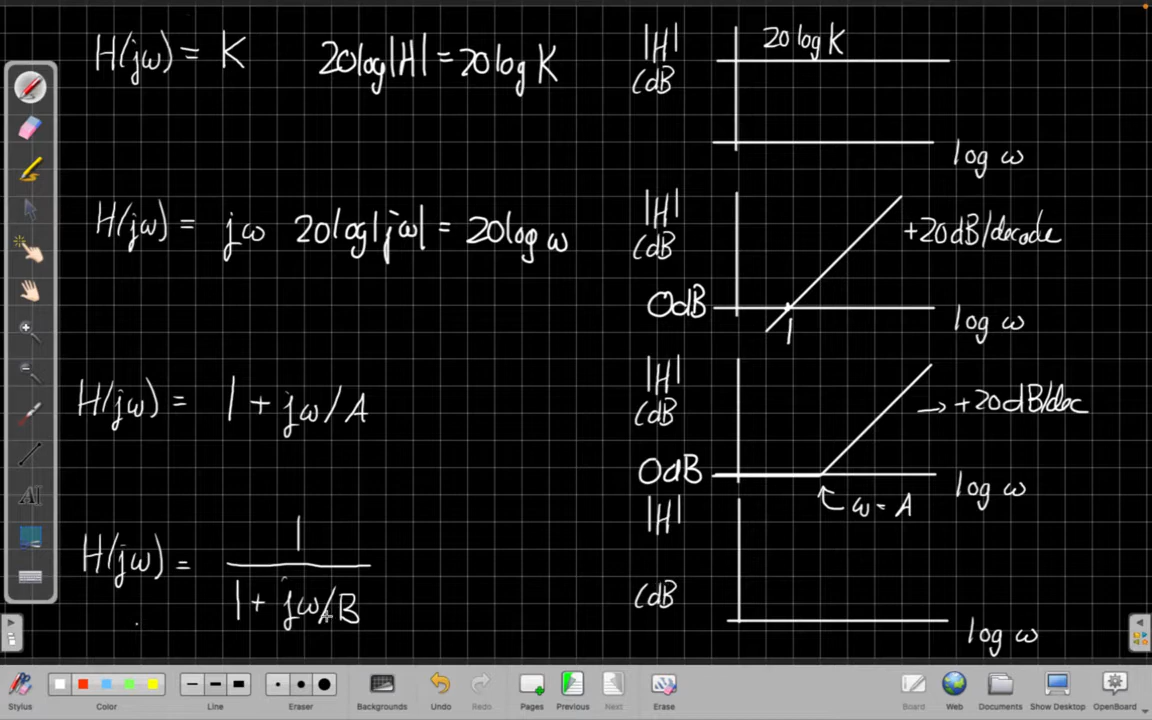 H(jω) = K 20log|H| = 20log K
|H| (dB 20 log K
log ω
H(jω) = jω 20log|jω| = 20log ω
|H| (dB +20dB/decade
0dB 1 log ω
H(jω) = 1 + jω/A
|H| (dB → +20dB/dec
0dB ω = A log ω
H(jω) = 1 / 1 + jω/B
|H| (dB
log ω
Stylus Color Line Eraser Backgrounds Undo Redo. Pages Previous Next Erase Board Web Documents Show Desktop OpenBoard